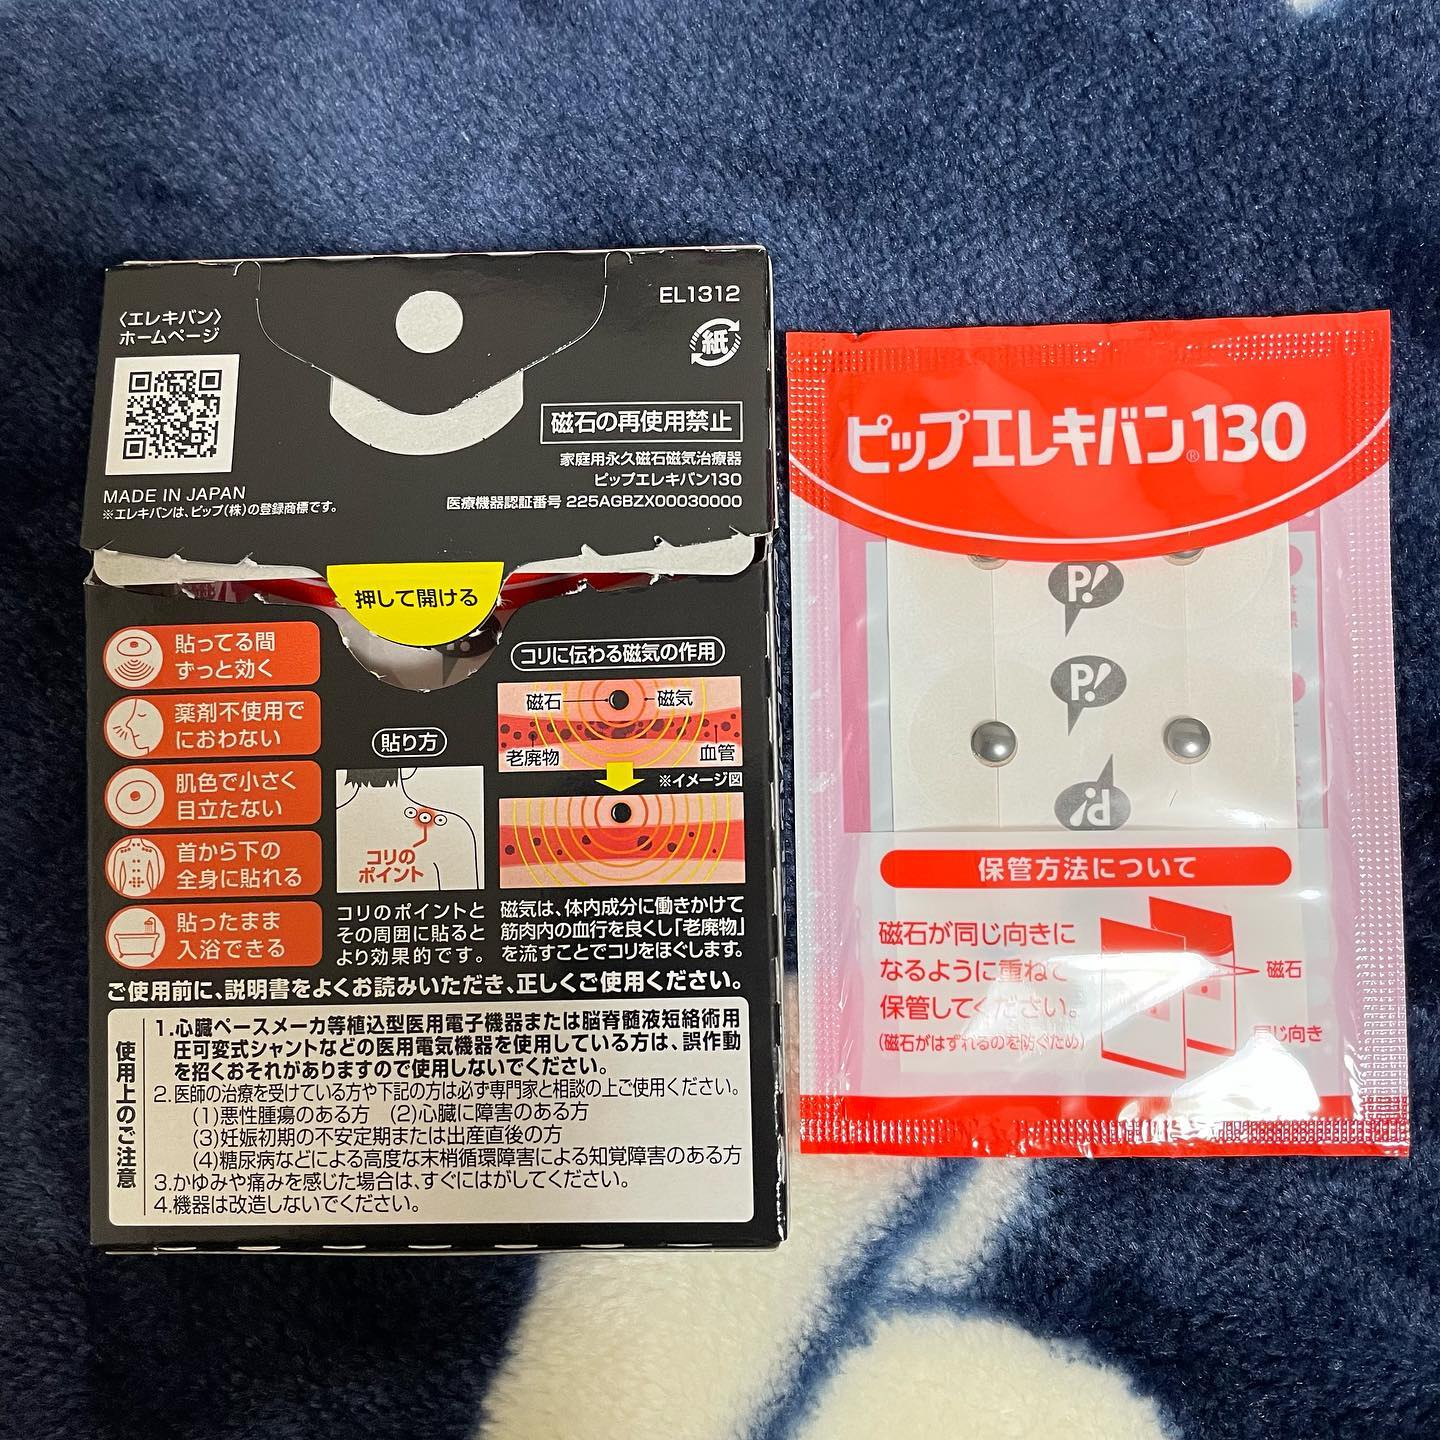 〈エレキバン〉
ホームページ
EL1312
紙
磁石の再使用禁止
家庭用永久磁石磁気治療器
ピップエレキバン130
医療機器認証番号 225AGBZX00030000
MADE IN JAPAN
※エレキバンは、ピップ(株)の登録商標です。
押して開ける
貼ってる間
ずっと効く
薬剤不使用で
におわない
肌色で小さく
目立たない
首から下の
全身に貼れる
貼ったまま
入浴できる
貼り方
コリの
ポイント
コリのポイントと
その周囲に貼ると
より効果的です。
コリに伝わる磁気の作用
磁石
磁気
老廃物
血管
※イメージ図
磁気は、体内成分に働きかけて
筋肉内の血行を良くし「老廃物」
を流すことでコリをほぐします。
ご使用前に、説明書をよくお読みいただき、正しくご使用ください。
使用上のご注意
1.心臓ペースメーカ等植込型医用電子機器または脳脊髄液短絡術用
圧可変式シャントなどの医用電気機器を使用している方は、誤作動
を招くおそれがありますので使用しないでください。
2.医師の治療を受けている方や下記の方は必ず専門家と相談の上ご使用ください。
(1)悪性腫瘍のある方 (2)心臓に障害のある方
(3)妊娠初期の不安定期または出産直後の方
(4)糖尿病などによる高度な末梢循環障害による知覚障害のある方
3.かゆみや痛みを感じた場合は、すぐにはがしてください。
4.機器は改造しないでください。
ピップエレキバン®130
P!
P!
P!
保管方法について
磁石が同じ向きに
なるように重ねて
保管してください。
(磁石がはずれるのを防ぐため)
磁石
同じ向き